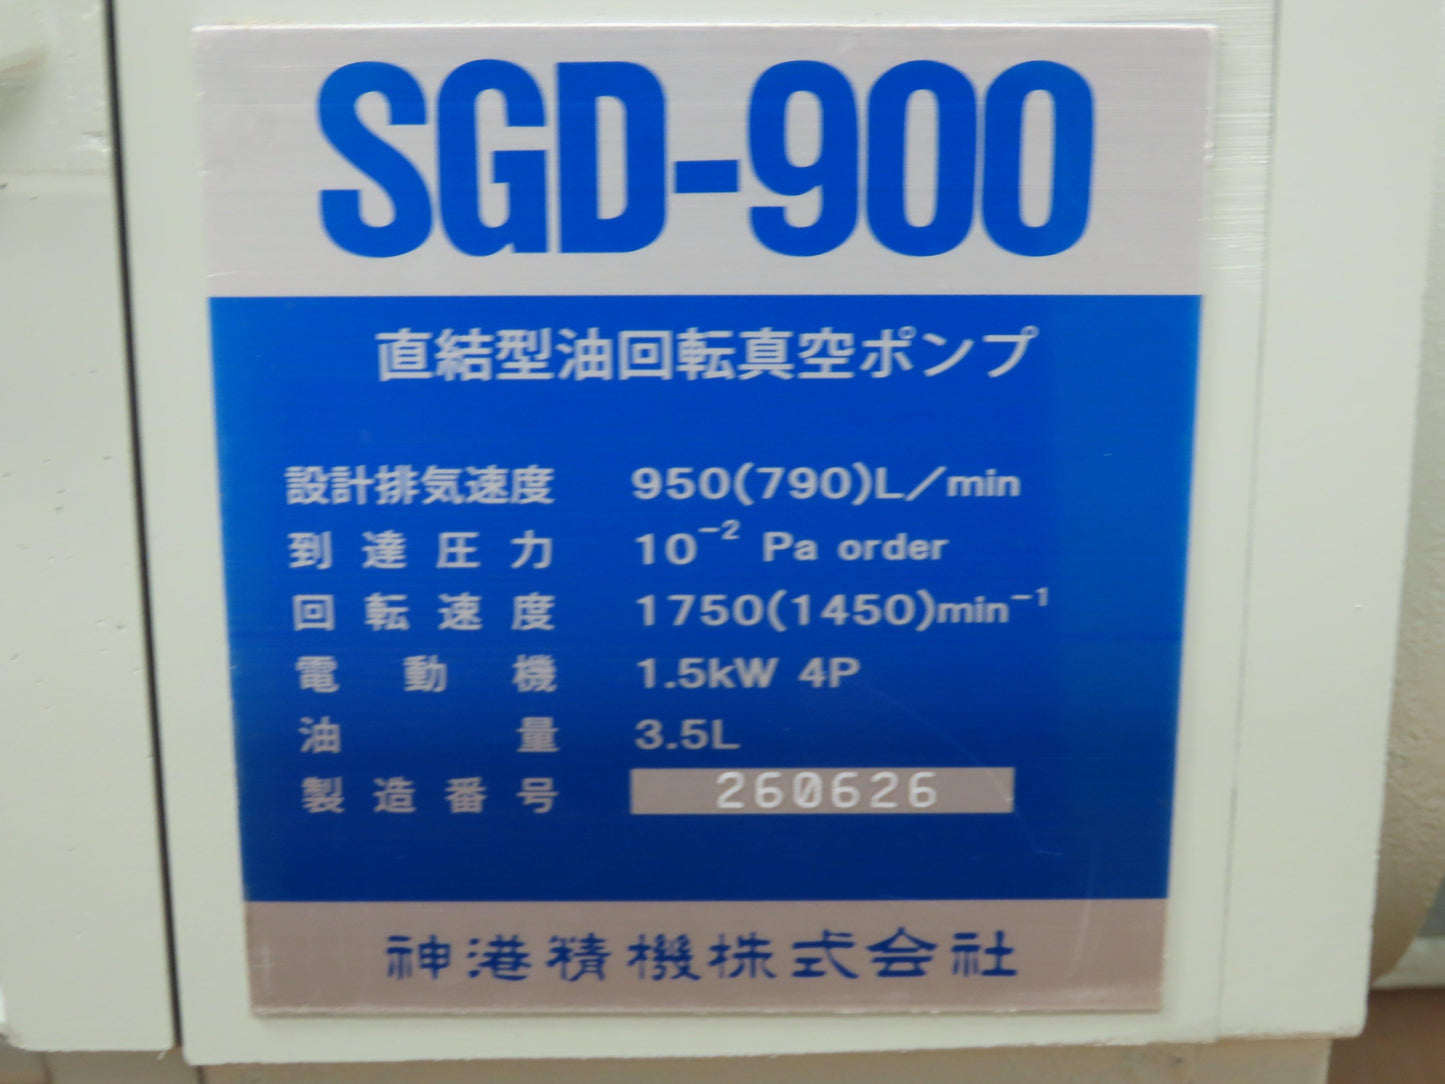 SGD-900
直結型油回転真空ポンプ
設計排気速度 950(790)L/min
到達圧力 10⁻² Pa order
回転速度 1750(1450)min⁻¹
電動機 1.5kW 4P
油量 3.5L
製造番号 260626
神港精機株式会社